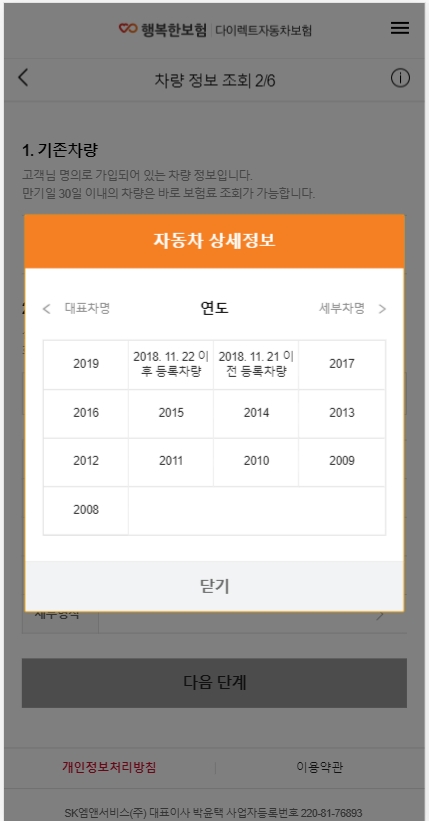 행복한보험 다이렉트자동차보험
차량 정보 조회 2/6
1. 기존차량
고객님 명의로 가입되어 있는 차량 정보입니다.
만기일 30일 이내의 차량은 바로 보험료 조회가 가능합니다.
자동차 상세정보
< 대표차명 연도 세부차명 >
2019 2018. 11. 22 이 2018. 11. 21 이 2017
후 등록차량 전 등록차량
2016 2015 2014 2013
2012 2011 2010 2009
2008
닫기
다음 단계
개인정보처리방침 | 이용약관
SK엠앤서비스(주) 대표이사 박윤택 사업자등록번호 220-81-76893